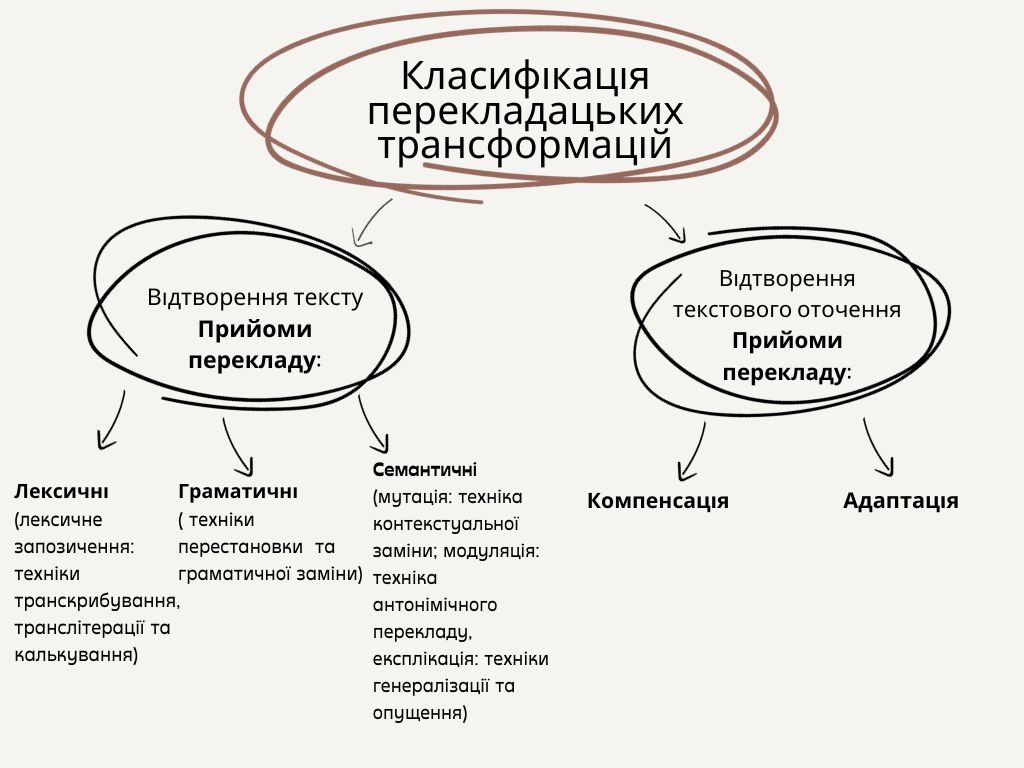 Класифікація
перекладацьких
трансформацій
Відтворення тексту
Прийоми
перекладу:
Відтворення
текстового оточення
Прийоми
перекладу:
Лексичні
(лексичне
запозичення:
техніки
транскрибування,
транслітерації та
калькування)
Граматичні
( техніки
перестановки та
граматичної заміни)
Семантичні
(мутація: техніка
контекстуальної
заміни; модуляція:
техніка
антонімічного
перекладу,
експлікація: техніки
генералізації та
опущення)
Компенсація
Адаптація